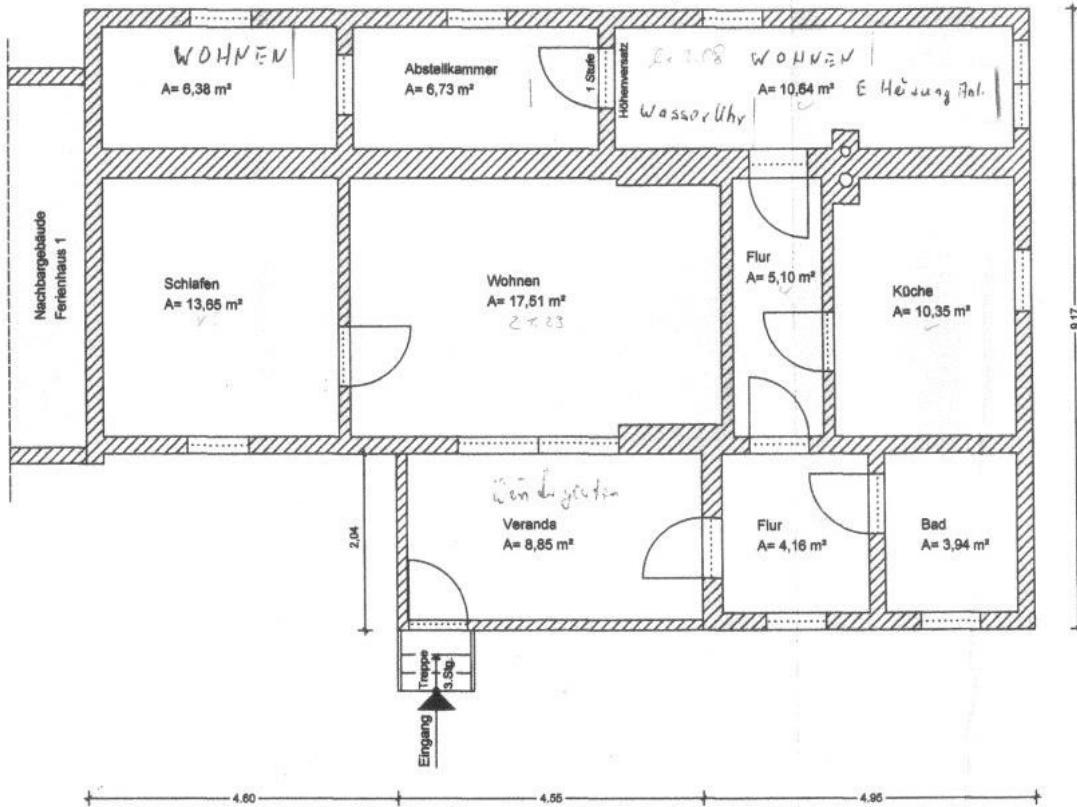 WOHNEN
A= 6,38 m²
Abstellkammer
A= 6,73 m²
1 Stufe
Höhenversatz
WOHNEN
A= 10,64 m²
E Heizung Anl.
Wasser Uhr
Nachbargebäude
Ferienhaus 1
Schlafen
A= 13,65 m²
Wohnen
A= 17,51 m²
Flur
A= 5,10 m²
Küche
A= 10,35 m²
9,17
2,04
Veranda
A= 8,85 m²
Flur
A= 4,16 m²
Bad
A= 3,94 m²
Treppe
3.Stg.
Eingang
4.60
4.55
4.95